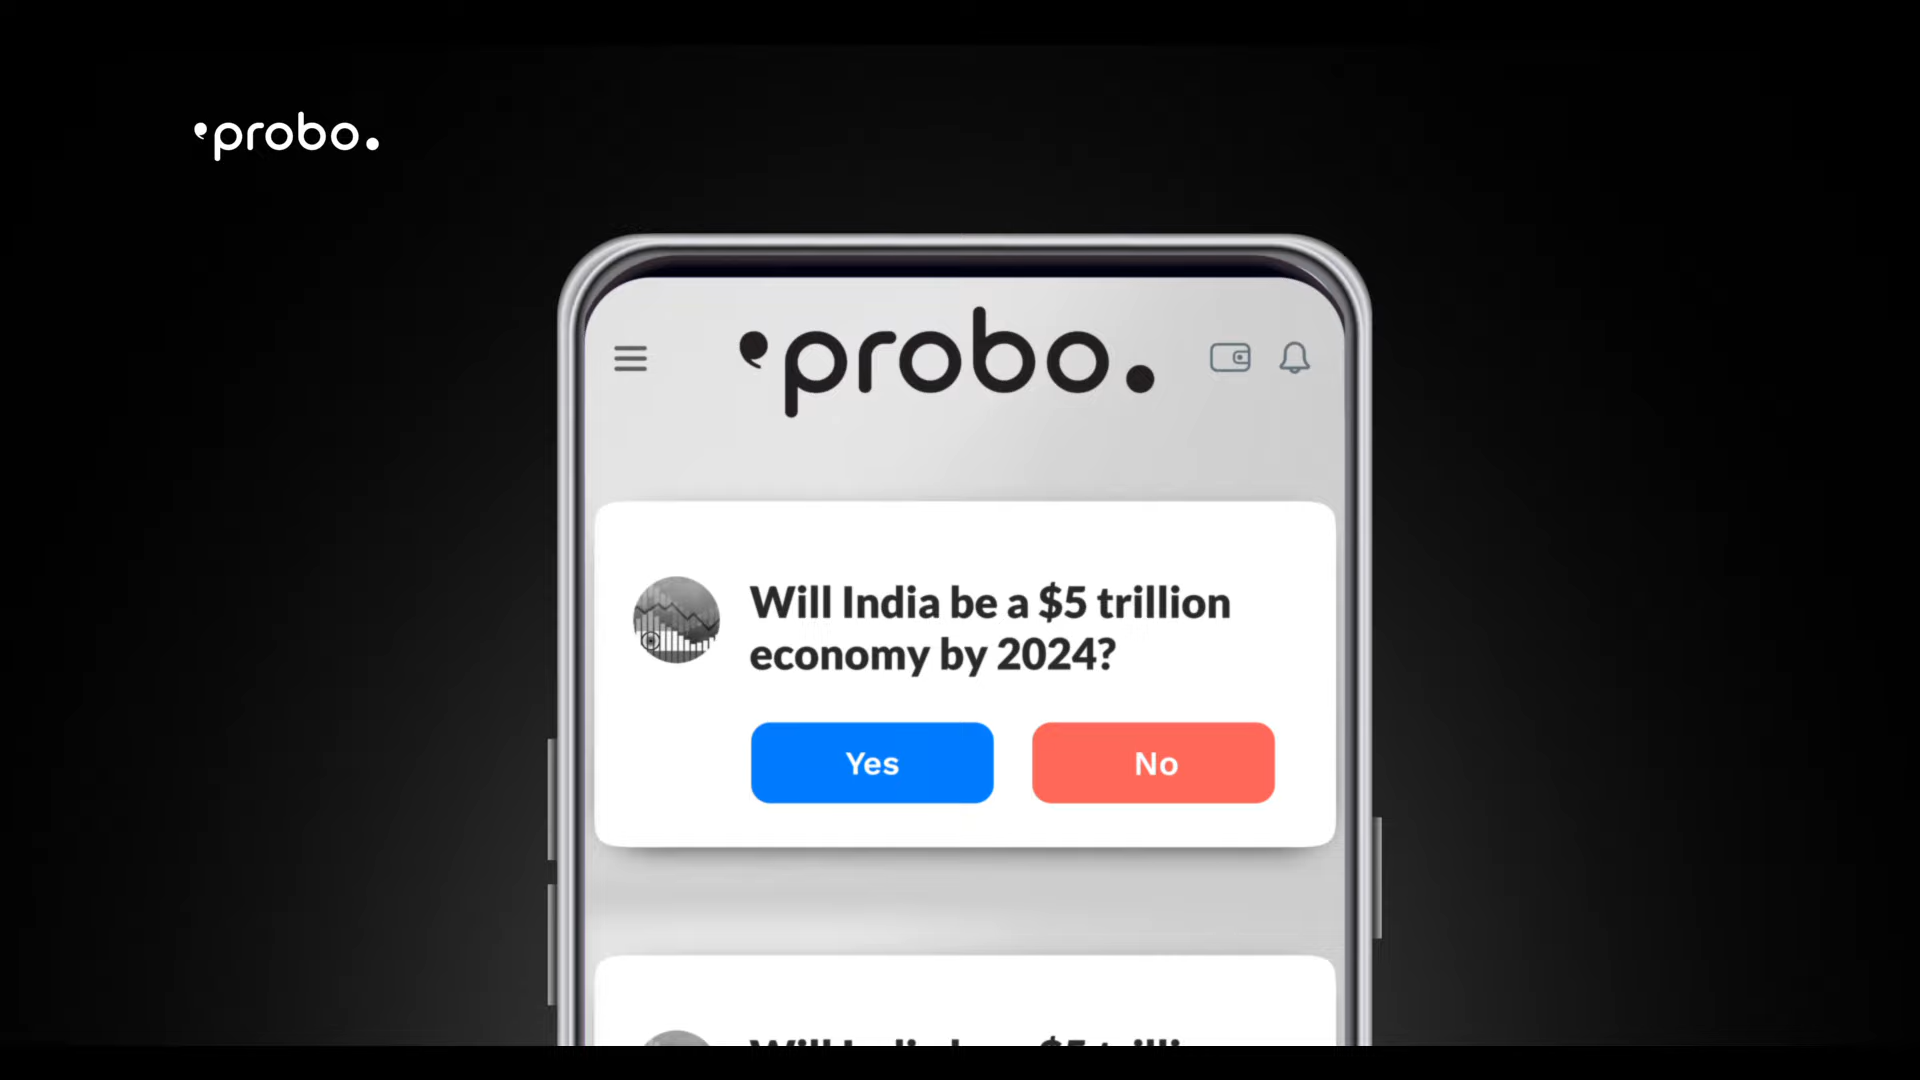 probo.
probo.
Will India be a $5 trillion
economy by 2024?
Yes
No